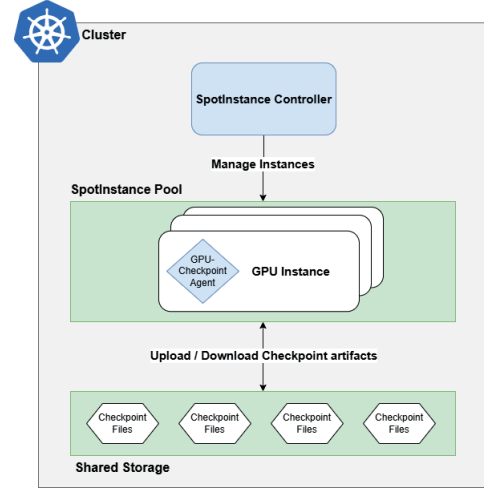 Cluster
SpotInstance Controller
Manage Instances
SpotInstance Pool
GPU-
Checkpoint
Agent
GPU Instance
Upload / Download Checkpoint artifacts
Checkpoint
Files
Checkpoint
Files
Checkpoint
Files
Checkpoint
Files
Shared Storage